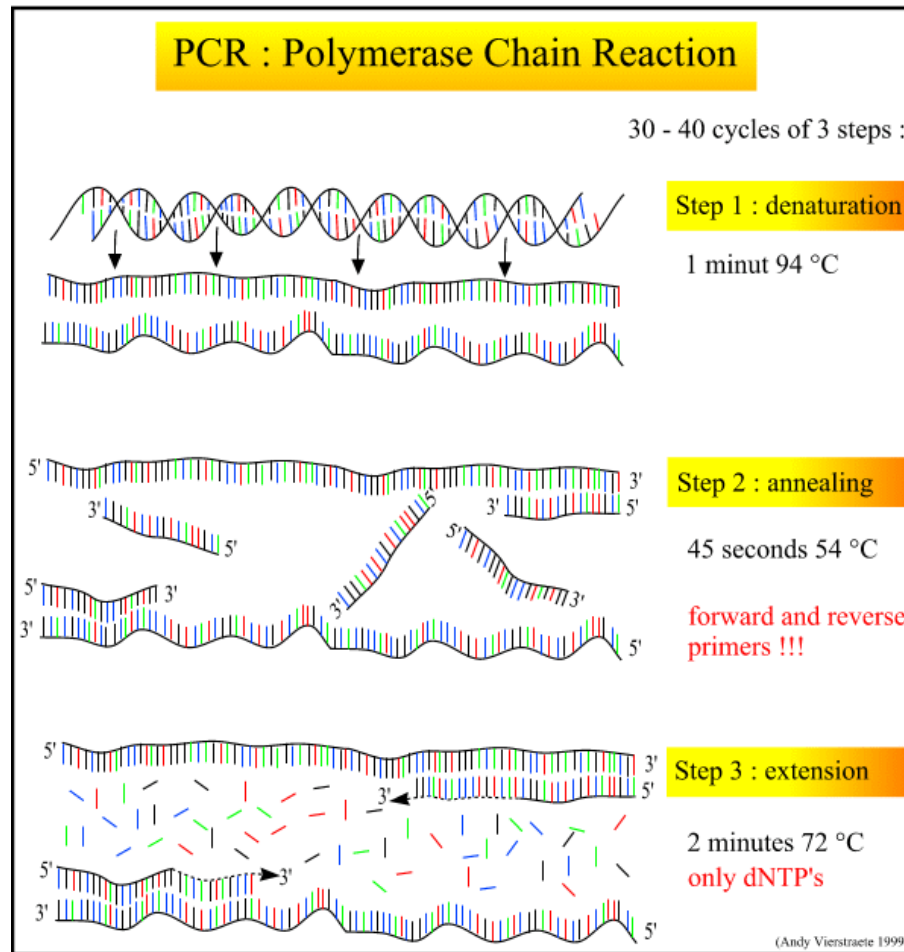 PCR : Polymerase Chain Reaction
30 - 40 cycles of 3 steps :
Step 1 : denaturation
1 minut 94 °C
5'
3'
Step 2 : annealing
3'
5'
5'
5'
45 seconds 54 °C
5'
5'
3'
3'
3'
3'
forward and reverse
primers !!!
5'
5'
3'
Step 3 : extension
3'
5'
2 minutes 72 °C
5'
3'
only dNTP's
3'
5'
(Andy Vierstraete 1999